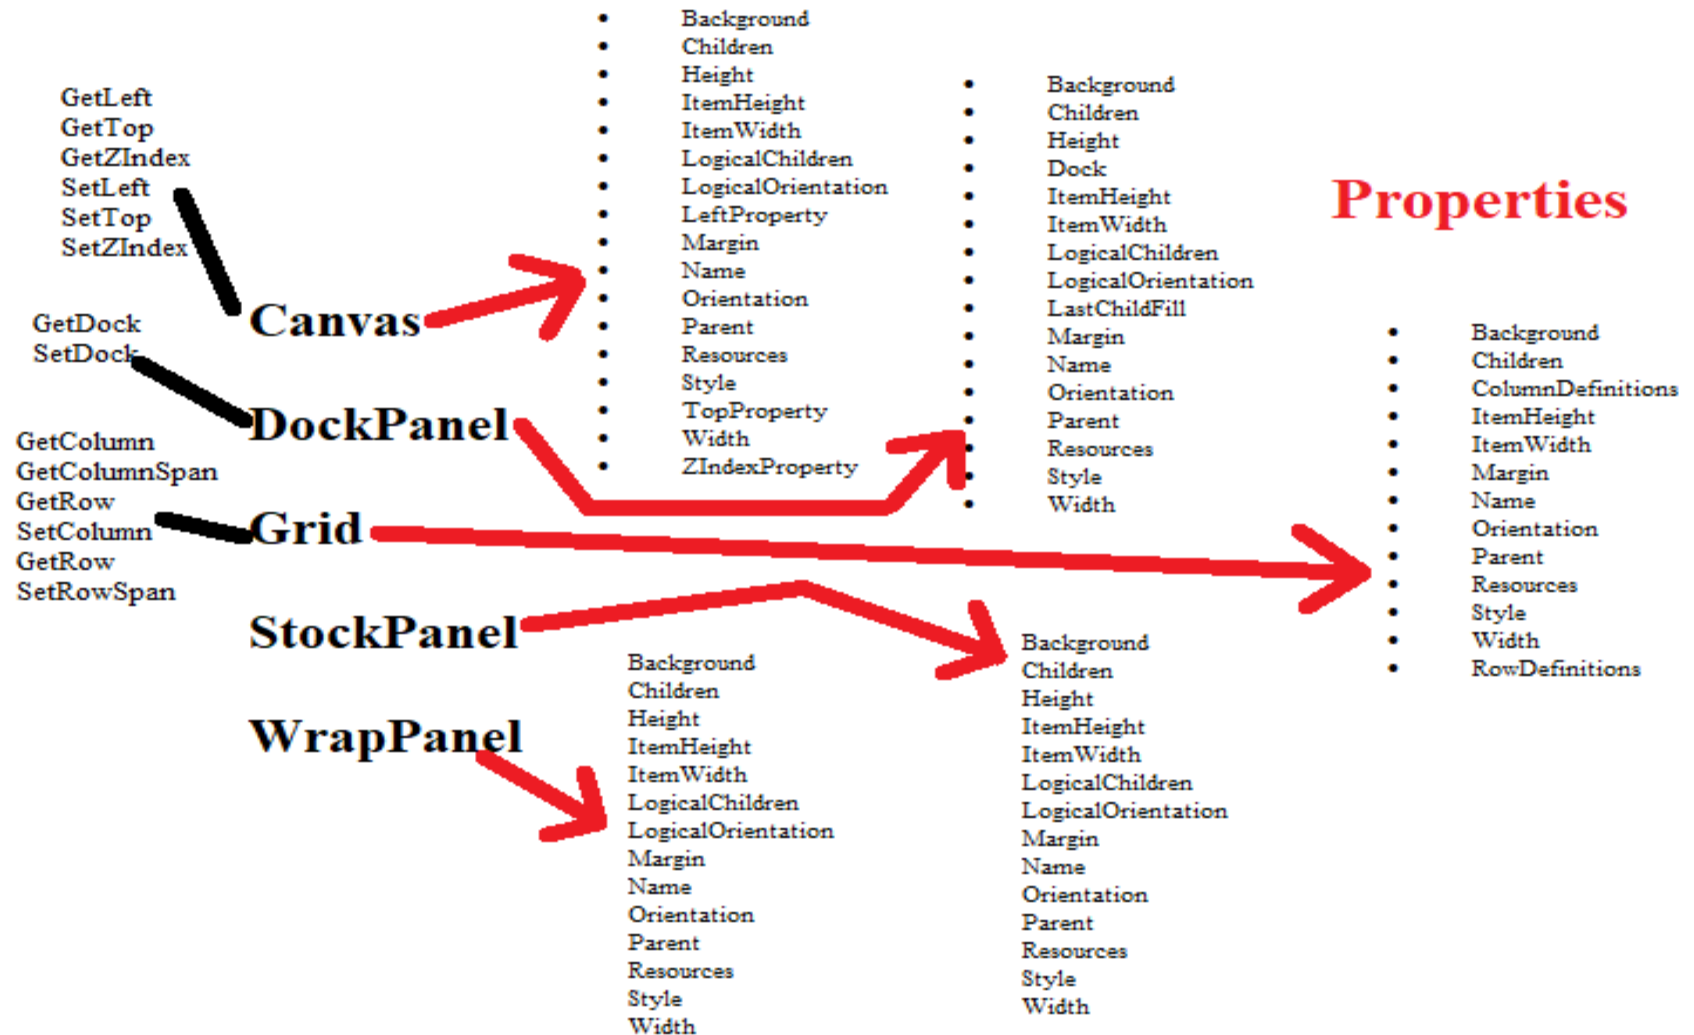 GetLeft
GetTop
GetZIndex
SetLeft
SetTop
SetZIndex
GetDock
SetDock
GetColumn
GetColumnSpan
GetRow
SetColumn
GetRow
SetRowSpan
Canvas
DockPanel
Grid
StockPanel
WrapPanel
• Background
• Children
• Height
• ItemHeight
• ItemWidth
• LogicalChildren
• LogicalOrientation
• LeftProperty
• Margin
• Name
• Orientation
• Parent
• Resources
• Style
• TopProperty
• Width
• ZIndexProperty
• Background
• Children
• Height
• Dock
• ItemHeight
• ItemWidth
• LogicalChildren
• LogicalOrientation
• LastChildFill
• Margin
• Name
• Orientation
• Parent
• Resources
• Style
• Width
Properties
• Background
• Children
• ColumnDefinitions
• ItemHeight
• ItemWidth
• Margin
• Name
• Orientation
• Parent
• Resources
• Style
• Width
• RowDefinitions
Background
Children
Height
ItemHeight
ItemWidth
LogicalChildren
LogicalOrientation
Margin
Name
Orientation
Parent
Resources
Style
Width
Background
Children
Height
ItemHeight
ItemWidth
LogicalChildren
LogicalOrientation
Margin
Name
Orientation
Parent
Resources
Style
Width